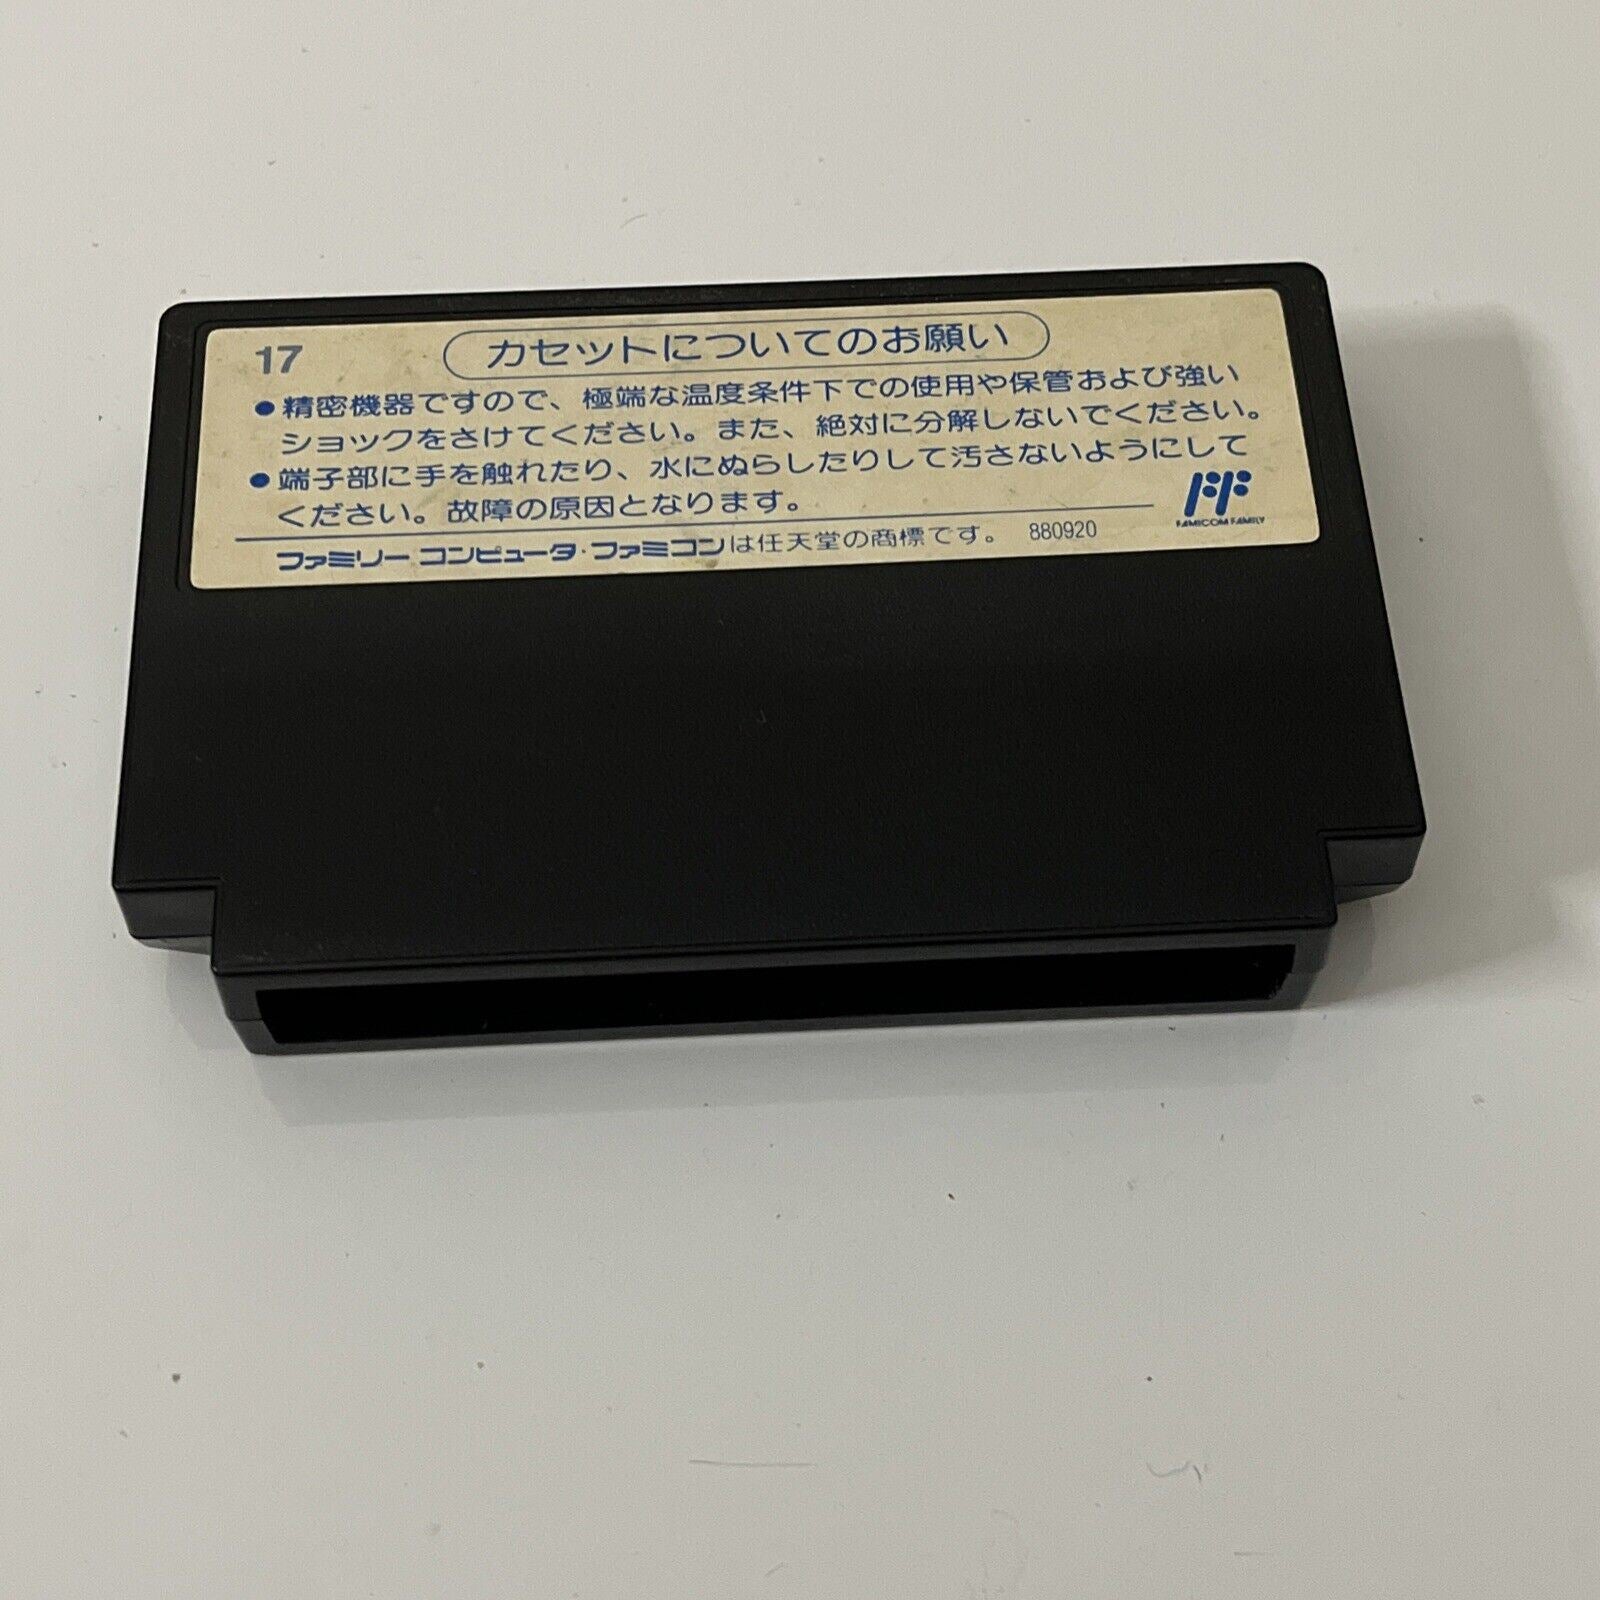 17
カセットについてのお願い
●精密機器ですので、極端な温度条件下での使用や保管および強い
ショックをさけてください。また、絶対に分解しないでください。
●端子部に手を触れたり、水にぬらしたりして汚さないようにして
ください。故障の原因となります。
FF
FAMICOM FAMILY
ファミリーコンピュータ・ファミコンは任天堂の商標です。 880920